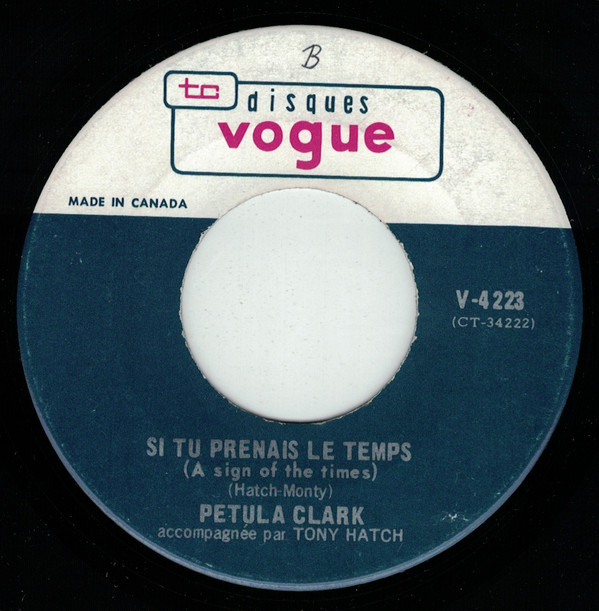 B
tc disques
vogue
MADE IN CANADA
V-4223
(CT-34222)
SI TU PRENAIS LE TEMPS
(A sign of the times)
(Hatch-Monty)
PETULA CLARK
accompagnée par TONY HATCH